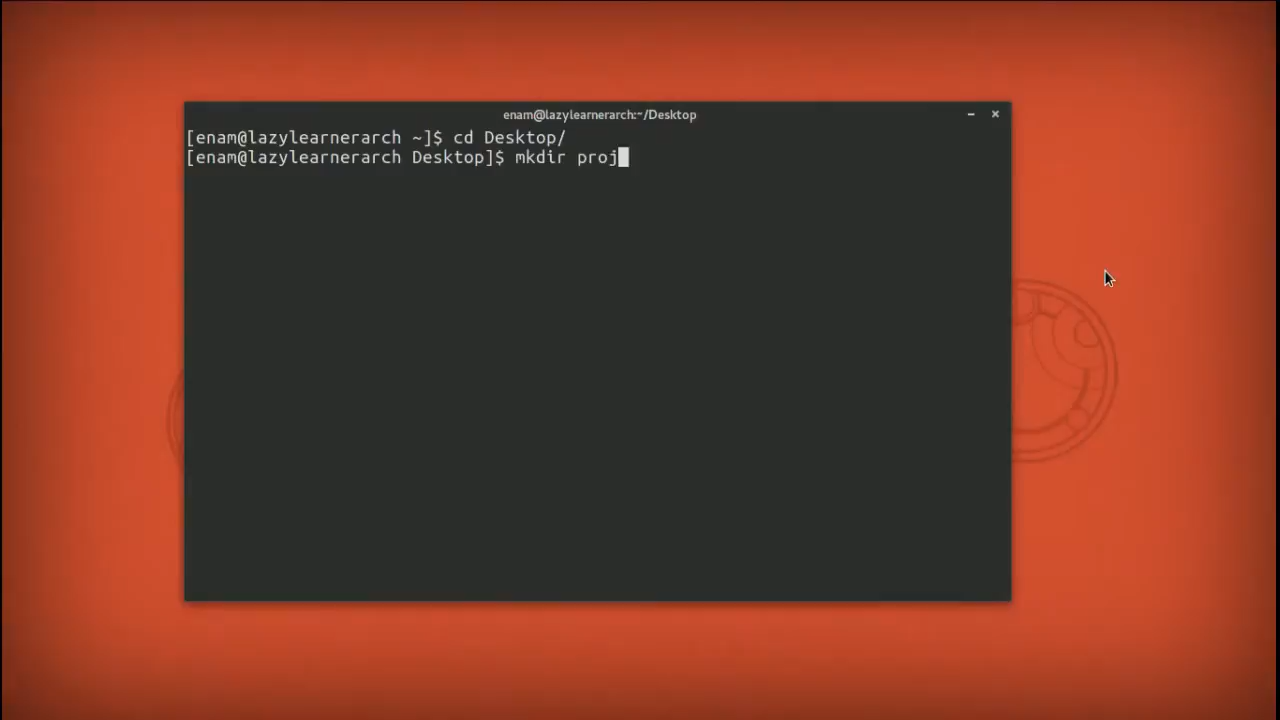 enam@lazylearnerarch:~/Desktop
[enam@lazylearnerarch ~]$ cd Desktop/
[enam@lazylearnerarch Desktop]$ mkdir proj